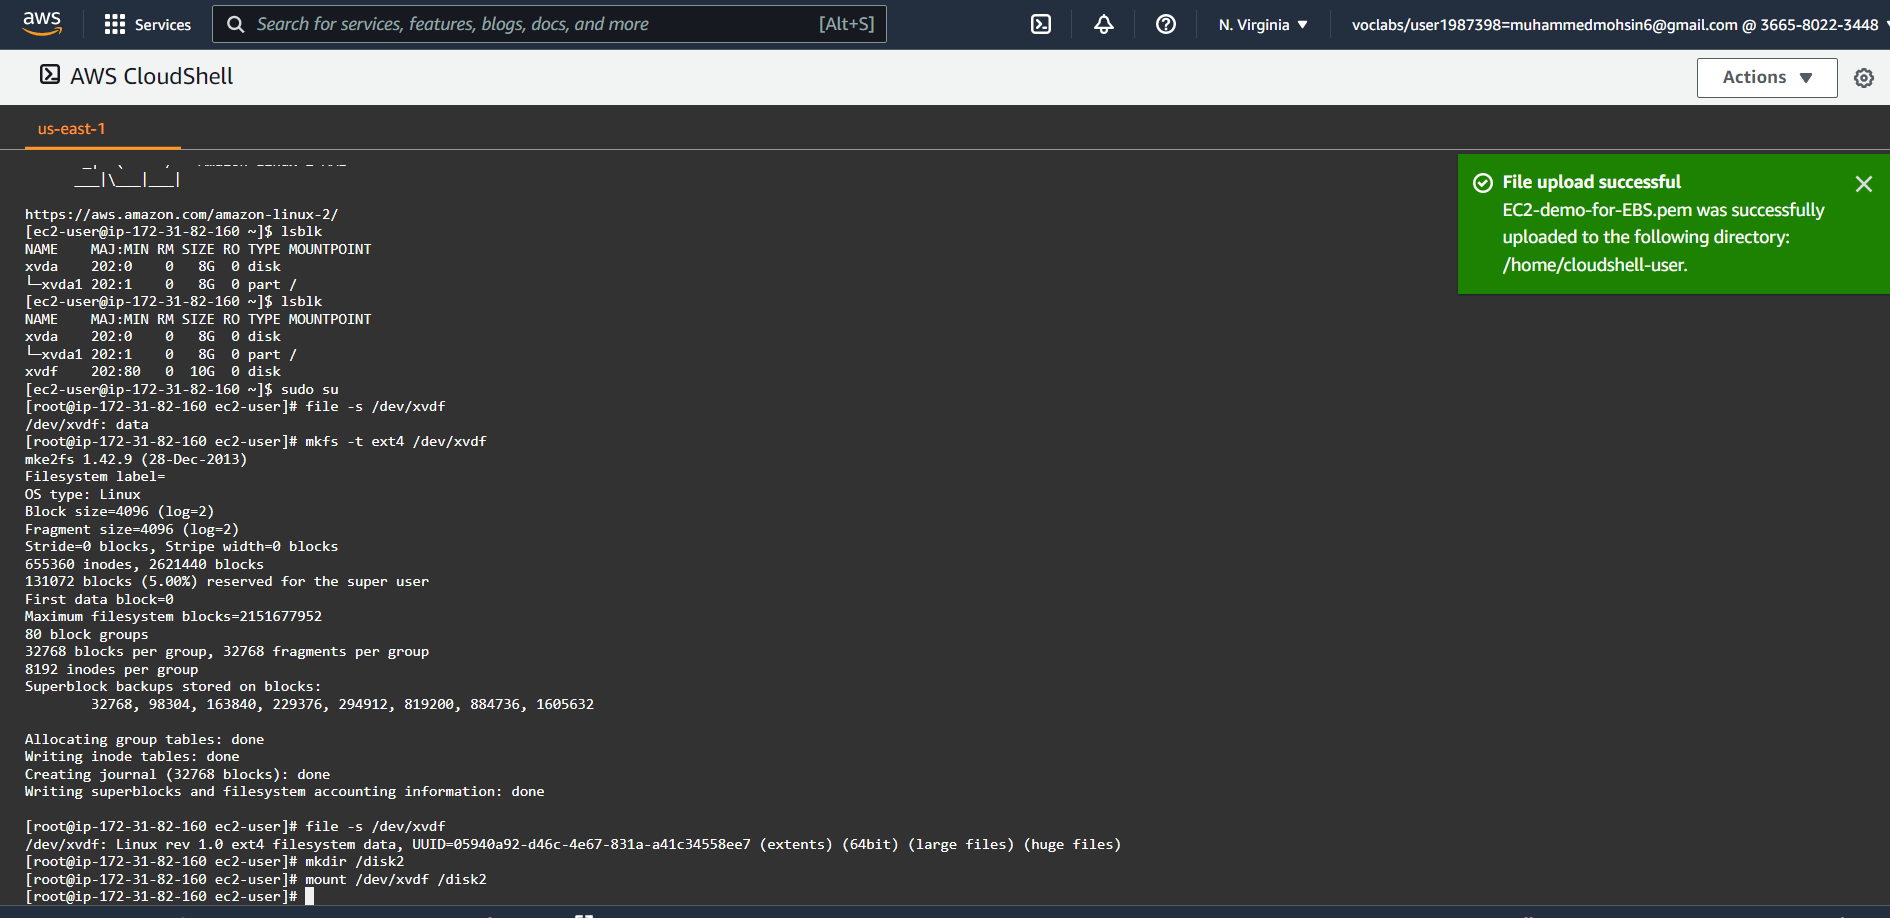 aws
Services
Search for services, features, blogs, docs, and more
[Alt+S]
N. Virginia ▼
voclabs/user1987398=muhammedmohsin6@gmail.com @ 3665-8022-3448
AWS CloudShell
Actions ▼
us-east-1
File upload successful
EC2-demo-for-EBS.pem was successfully
uploaded to the following directory:
/home/cloudshell-user.
___|\___|___|
https://aws.amazon.com/amazon-linux-2/
[ec2-user@ip-172-31-82-160 ~]$ lsblk
NAME    MAJ:MIN RM SIZE RO TYPE MOUNTPOINT
xvda    202:0    0   8G  0 disk
└─xvda1 202:1    0   8G  0 part /
[ec2-user@ip-172-31-82-160 ~]$ lsblk
NAME    MAJ:MIN RM SIZE RO TYPE MOUNTPOINT
xvda    202:0    0   8G  0 disk
└─xvda1 202:1    0   8G  0 part /
xvdf    202:80   0  10G  0 disk
[ec2-user@ip-172-31-82-160 ~]$ sudo su
[root@ip-172-31-82-160 ec2-user]# file -s /dev/xvdf
/dev/xvdf: data
[root@ip-172-31-82-160 ec2-user]# mkfs -t ext4 /dev/xvdf
mke2fs 1.42.9 (28-Dec-2013)
Filesystem label=
OS type: Linux
Block size=4096 (log=2)
Fragment size=4096 (log=2)
Stride=0 blocks, Stripe width=0 blocks
655360 inodes, 2621440 blocks
131072 blocks (5.00%) reserved for the super user
First data block=0
Maximum filesystem blocks=2151677952
80 block groups
32768 blocks per group, 32768 fragments per group
8192 inodes per group
Superblock backups stored on blocks:
        32768, 98304, 163840, 229376, 294912, 819200, 884736, 1605632
Allocating group tables: done
Writing inode tables: done
Creating journal (32768 blocks): done
Writing superblocks and filesystem accounting information: done
[root@ip-172-31-82-160 ec2-user]# file -s /dev/xvdf
/dev/xvdf: Linux rev 1.0 ext4 filesystem data, UUID=05940a92-d46c-4e67-831a-a41c34558ee7 (extents) (64bit) (large files) (huge files)
[root@ip-172-31-82-160 ec2-user]# mkdir /disk2
[root@ip-172-31-82-160 ec2-user]# mount /dev/xvdf /disk2
[root@ip-172-31-82-160 ec2-user]#